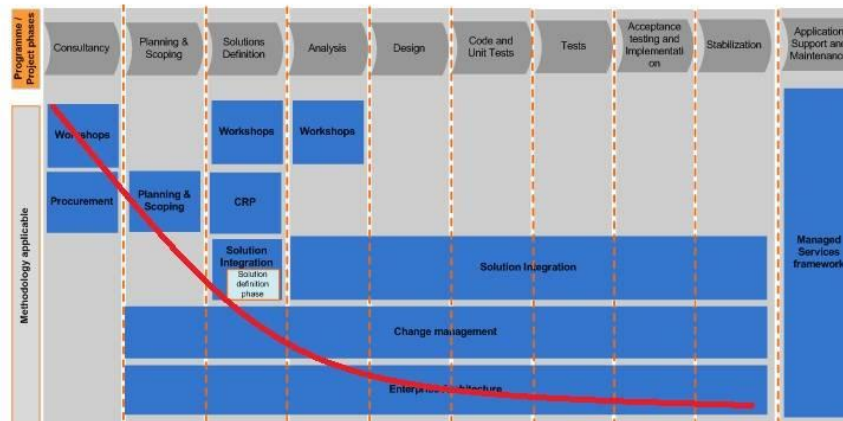 Programme /
Project phases
Consultancy
Planning &
Scoping
Solutions
Definition
Analysis
Design
Code and
Unit Tests
Tests
Acceptance
testing and
Implementati
on
Stabilization
Application
Support and
Maintenance
Methodology applicable
Workshops
Workshops
Workshops
Procurement
Planning &
Scoping
CRP
Solution
Integration
Solution
definition
phase
Solution Integration
Managed
Services
framework
Change management
Enterprise Architecture